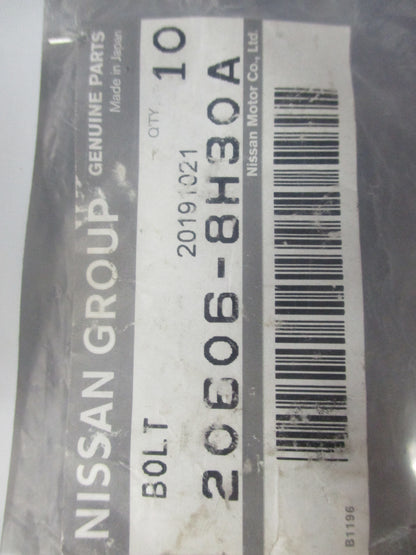 NISSAN GROUP GENUINE PARTS
Made in Japan
BOLT 20191021 QTY 10
20606-8H30A
Nissan Motor Co., Ltd.
B1196